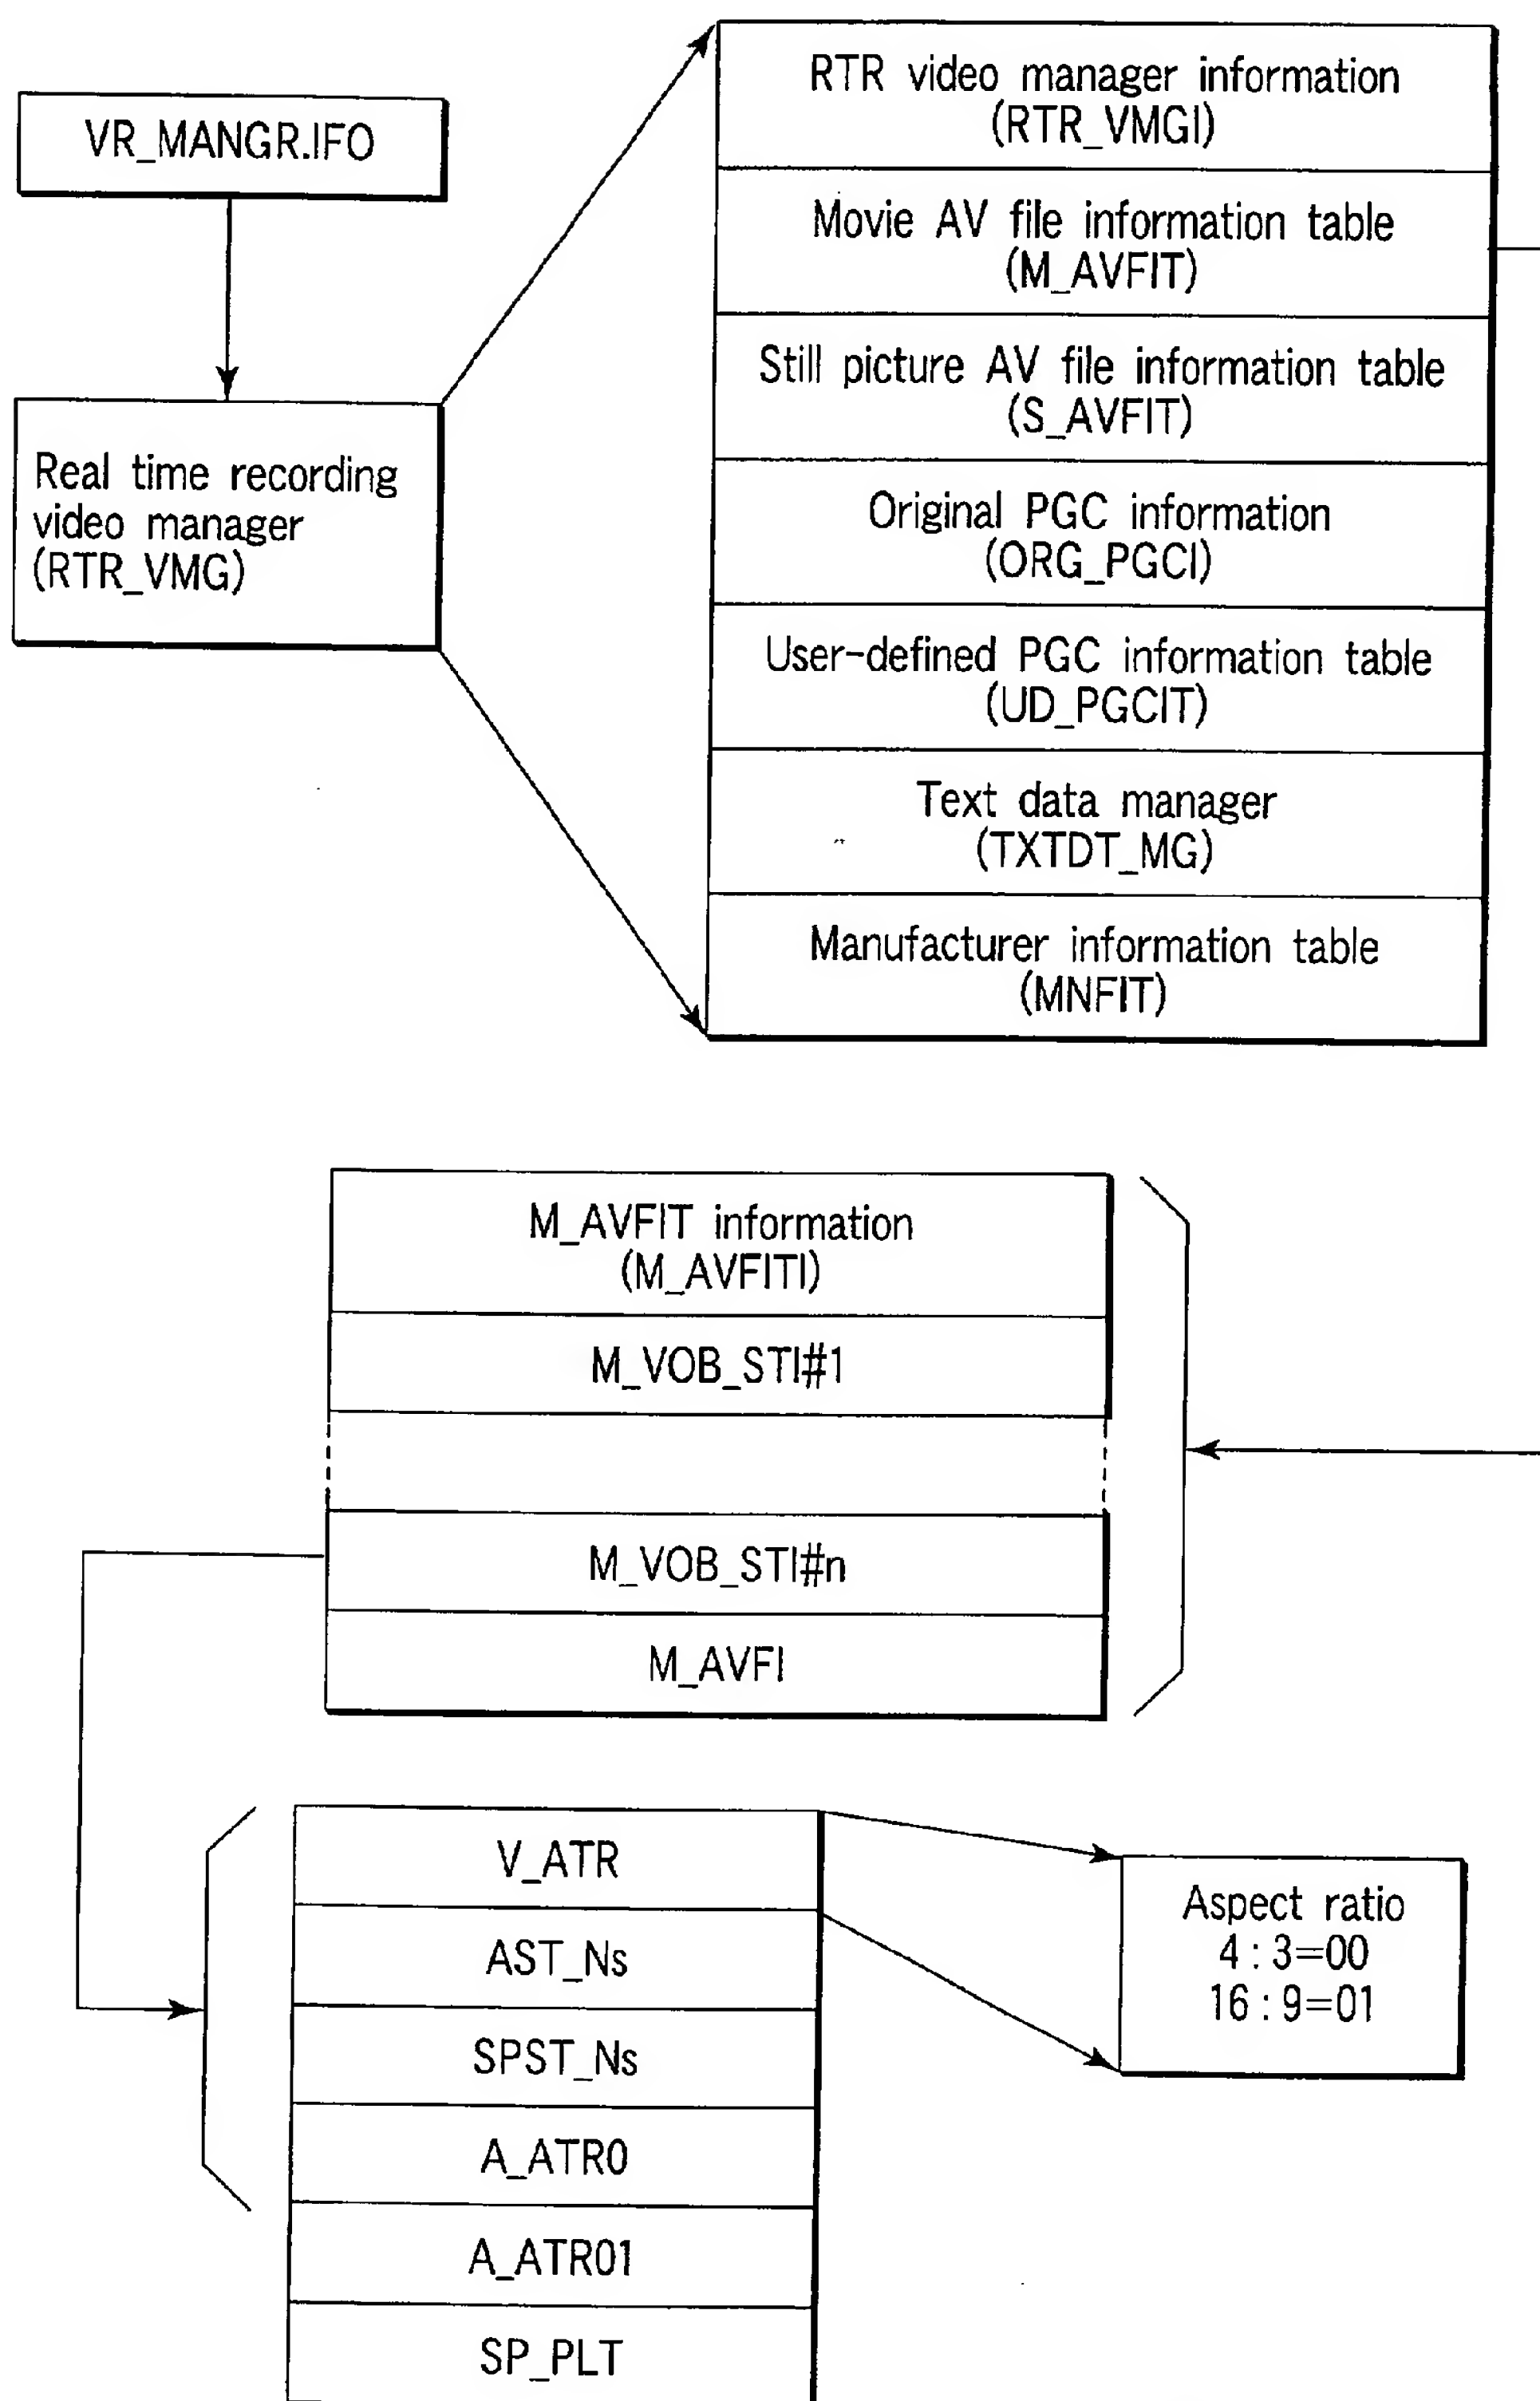 VR_MANGR.IFO
Real time recording
video manager
(RTR_VMG)
RTR video manager information
(RTR_VMGI)
Movie AV file information table
(M_AVFIT)
Still picture AV file information table
(S_AVFIT)
Original PGC information
(ORG_PGCI)
User-defined PGC information table
(UD_PGCIT)
Text data manager
(TXTDT_MG)
Manufacturer information table
(MNFIT)
M_AVFIT information
(M_AVFITI)
M_VOB_STI#1
M_VOB_STI#n
M_AVFI
V_ATR
AST_Ns
SPST_Ns
A_ATR0
A_ATR01
SP_PLT
Aspect ratio
4 : 3=00
16 : 9=01